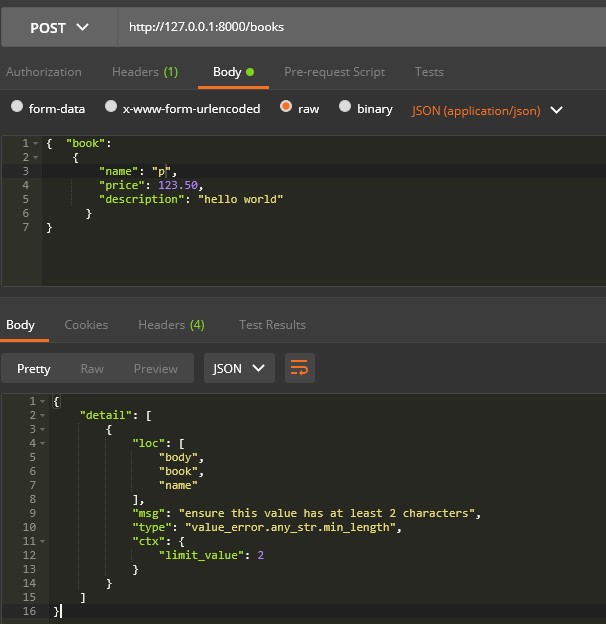 POST http://127.0.0.1:8000/books
Authorization Headers (1) Body Pre-request Script Tests
form-data x-www-form-urlencoded raw binary JSON (application/json)
1 { "book":
2 {
3 "name": "p",
4 "price": 123.50,
5 "description": "hello world"
6 }
7 }
Body Cookies Headers (4) Test Results
Pretty Raw Preview JSON
1 {
2 "detail": [
3 {
4 "loc": [
5 "body",
6 "book",
7 "name"
8 ],
9 "msg": "ensure this value has at least 2 characters",
10 "type": "value_error.any_str.min_length",
11 "ctx": {
12 "limit_value": 2
13 }
14 }
15 ]
16 }